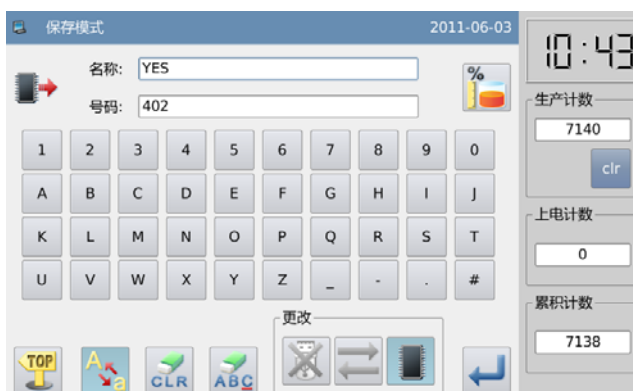 保存模式 2011-06-03
名称: YES
号码: 402
%
1 2 3 4 5 6 7 8 9 0
A B C D E F G H I J
K L M N O P Q R S T
U V W X Y Z _ - . #
更改
TOP
A a
CLR
ABC
10:43
生产计数
7140
clr
上电计数
0
累积计数
7138